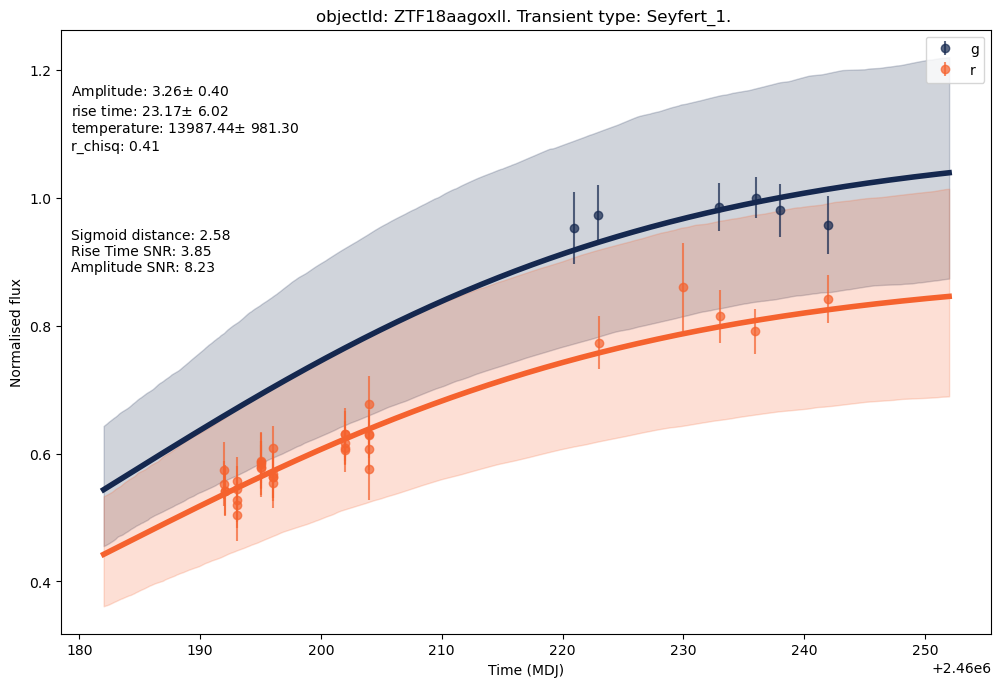 objectId: ZTF18aagoxll. Transient type: Seyfert_1.
g
r
Amplitude: 3.26± 0.40
rise time: 23.17± 6.02
temperature: 13987.44± 981.30
r_chisq: 0.41
Sigmoid distance: 2.58
Rise Time SNR: 3.85
Amplitude SNR: 8.23
Normalised flux
1.2
1.0
0.8
0.6
0.4
180 190 200 210 220 230 240 250
Time (MDJ)
+2.46e6